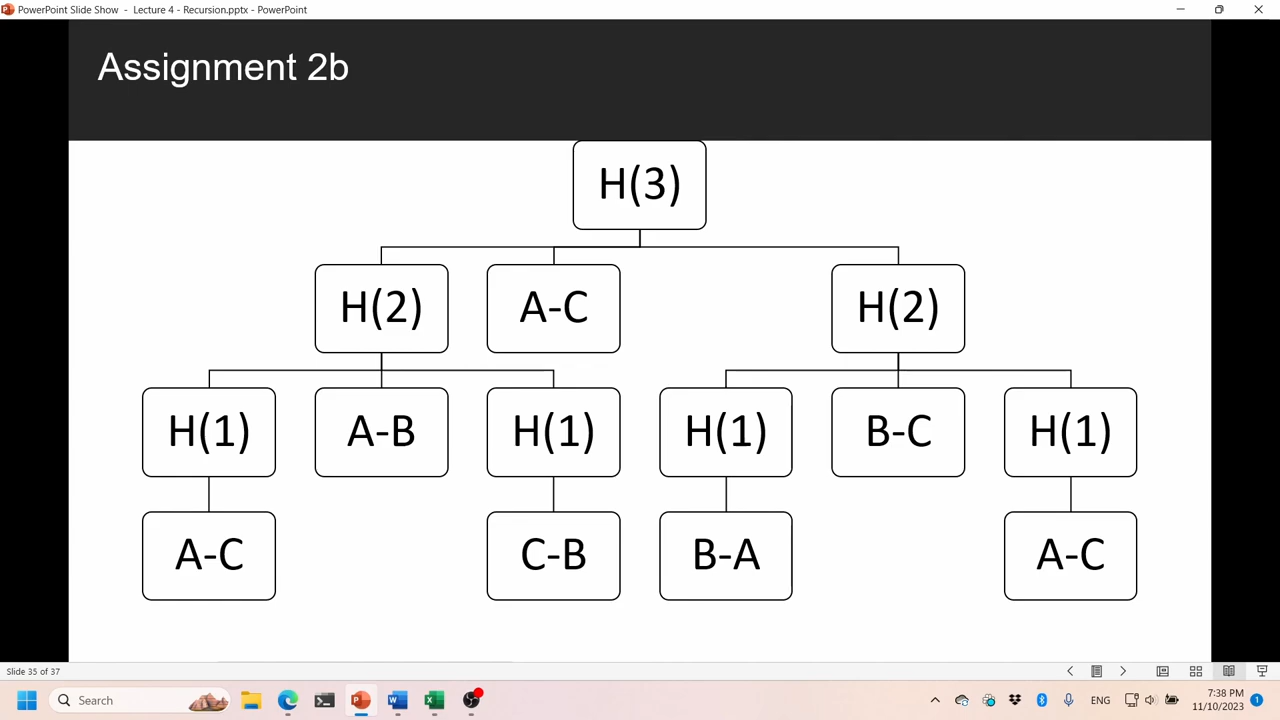 PowerPoint Slide Show - Lecture 4 - Recursion.pptx - PowerPoint
Assignment 2b
H(3)
H(2)
A-C
H(2)
H(1)
A-B
H(1)
H(1)
B-C
H(1)
A-C
C-B
B-A
A-C
Slide 35 of 37
Search
ENG
7:38 PM
11/10/2023
1